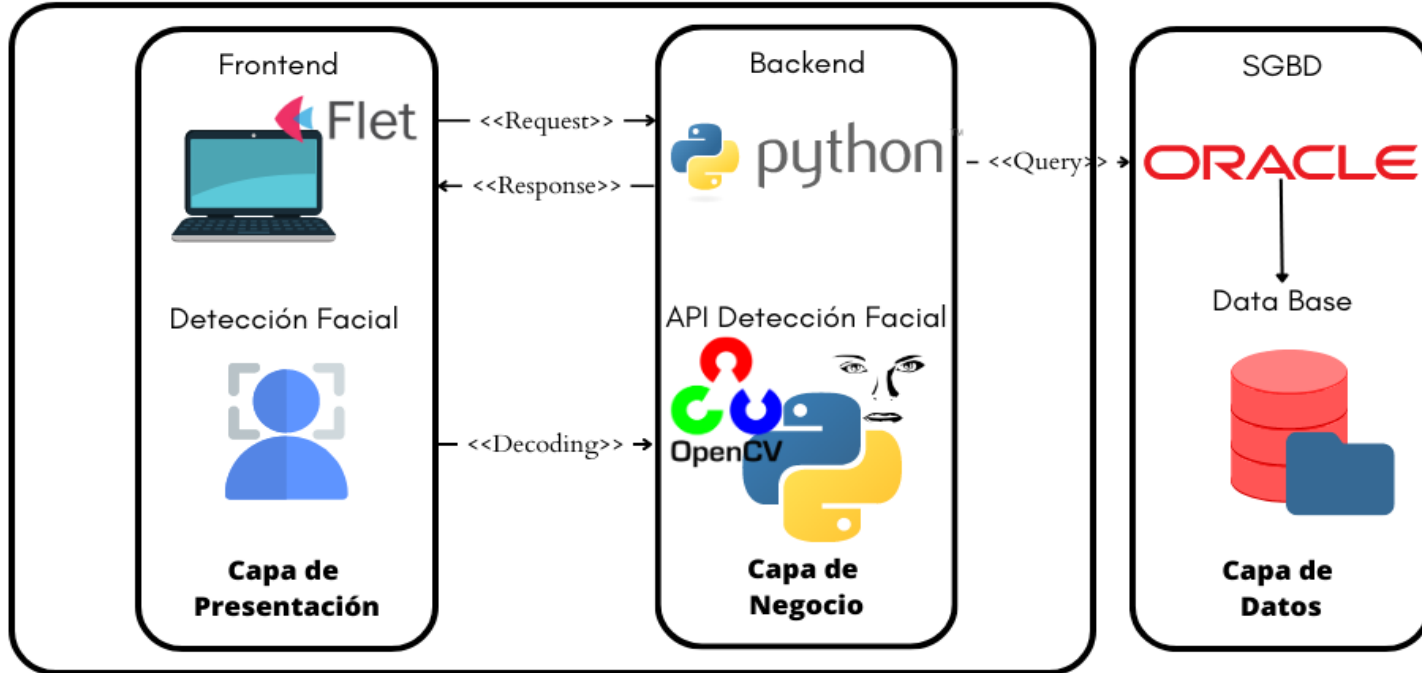 Frontend
Flet
<<Request>>
<<Response>>
Detección Facial
<<Decoding>>
Capa de
Presentación
Backend
python
API Detección Facial
OpenCV
Capa de
Negocio
<<Query>>
SGBD
ORACLE
Data Base
Capa de
Datos